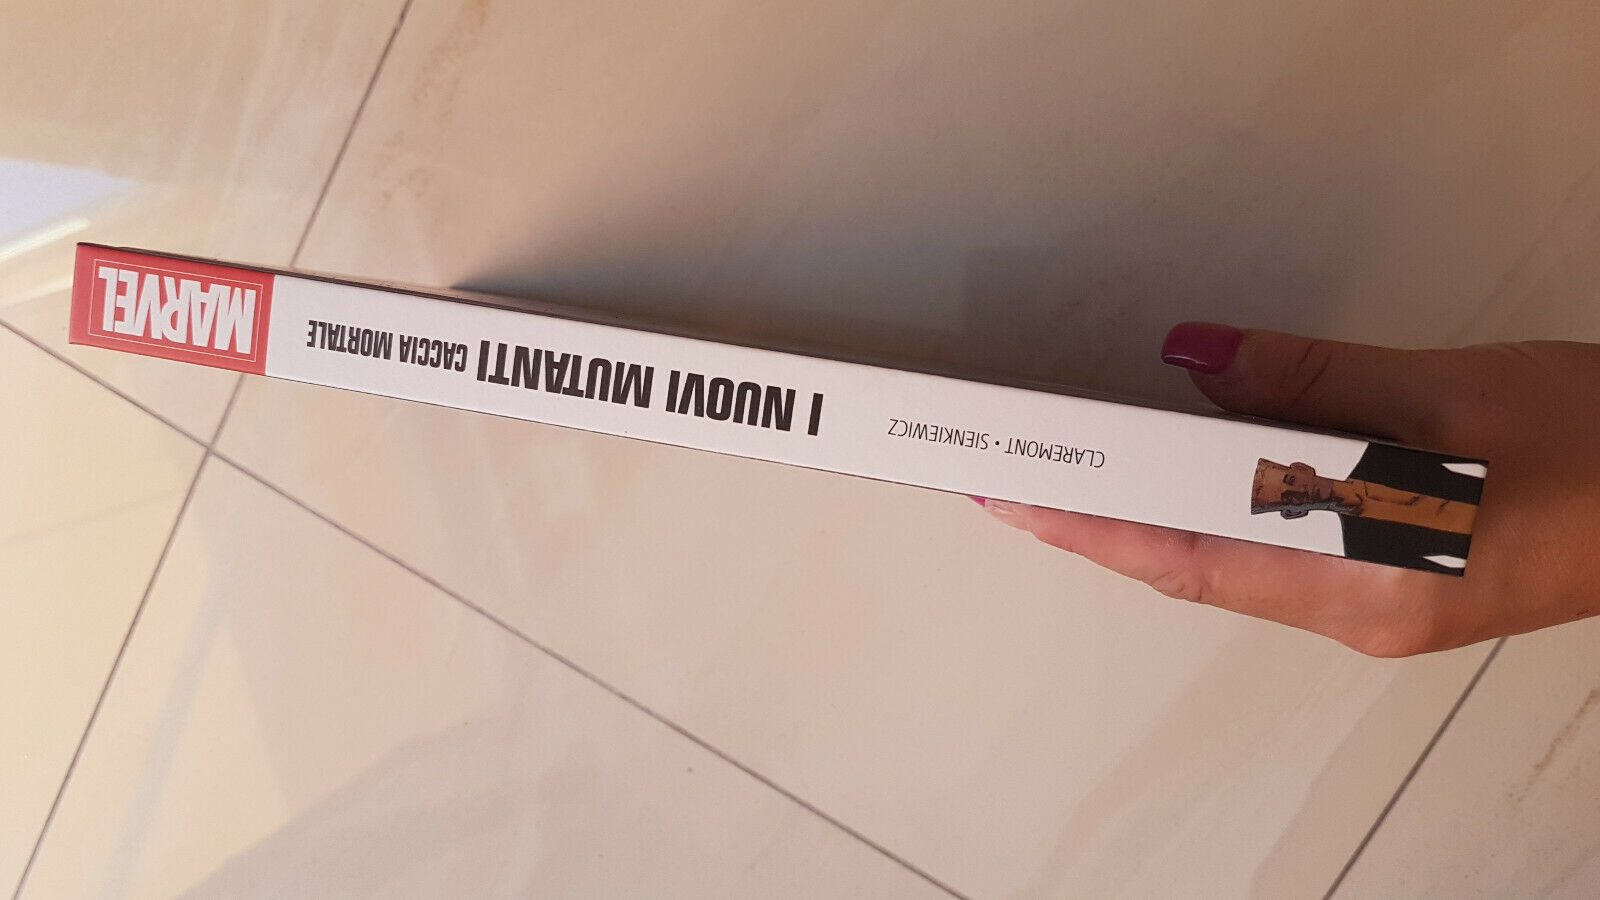 CLAREMONT • SIENKIEWICZ
I NUOVI MUTANTI CACCIA MORTALE
MARVEL